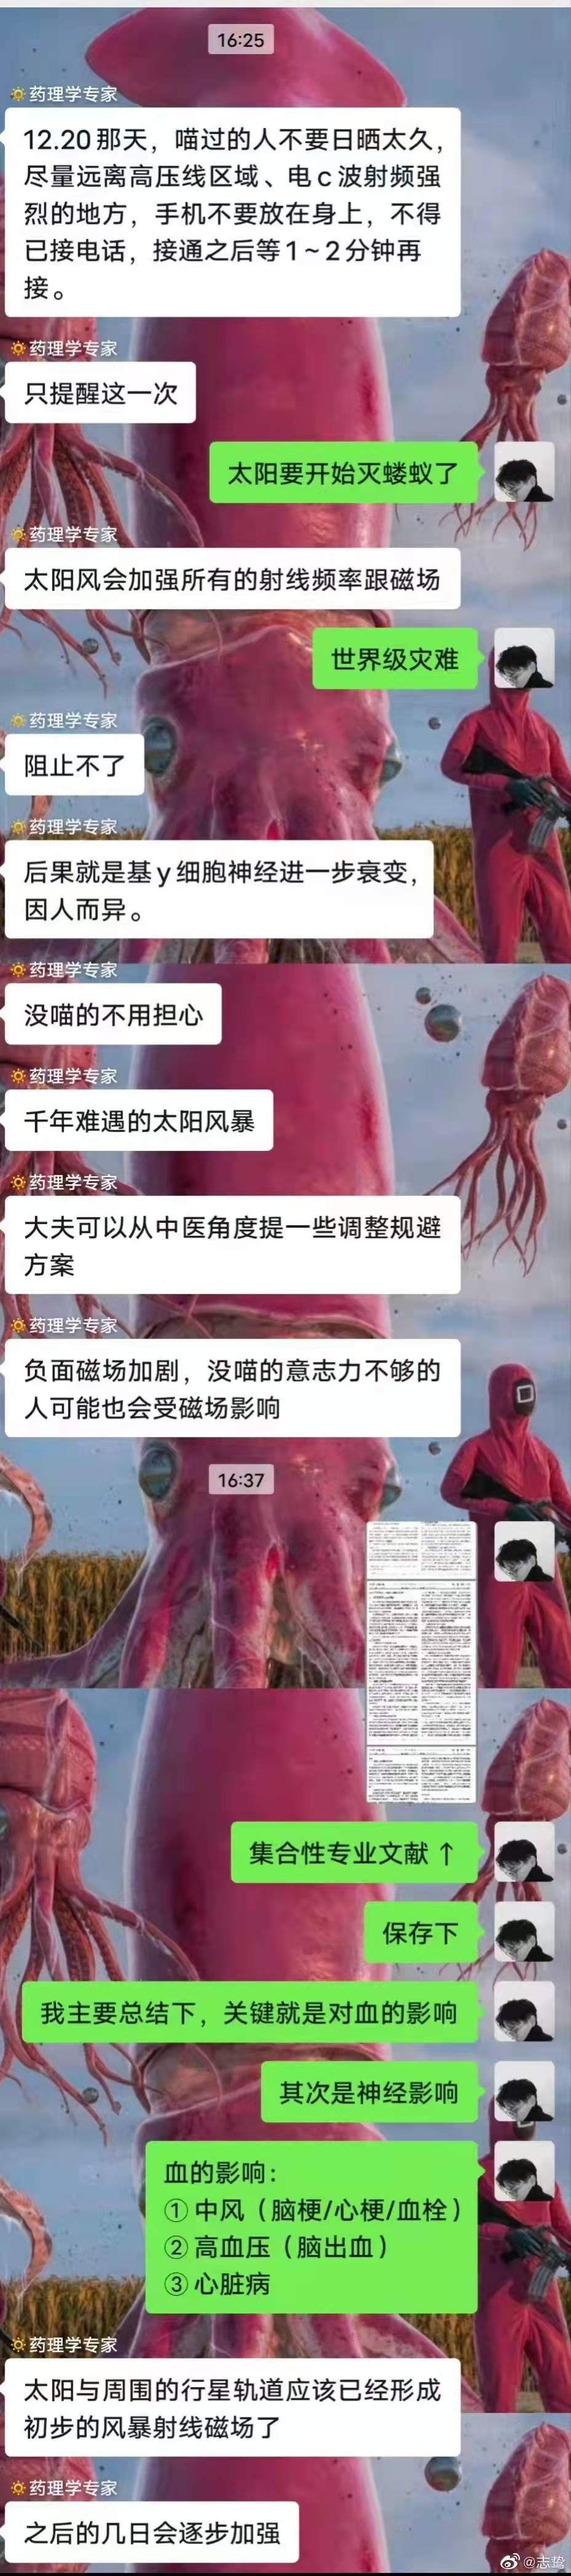 16:25
药理学专家
12.20那天，喵过的人不要日晒太久，
尽量远离高压线区域、电c波射频强
烈的地方，手机不要放在身上，不得
已接电话，接通之后等1~2分钟再
接。
药理学专家
只提醒这一次
太阳要开始灭蝼蚁了
药理学专家
太阳风会加强所有的射线频率跟磁场
世界级灾难
药理学专家
阻止不了
药理学专家
后果就是基y细胞神经进一步衰变，
因人而异。
药理学专家
没喵的不用担心
药理学专家
千年难遇的太阳风暴
药理学专家
大夫可以从中医角度提一些调整规避
方案
药理学专家
负面磁场加剧，没喵的意志力不够的
人可能也会受磁场影响
16:37
集合性专业文献↑
保存下
我主要总结下，关键就是对血的影响
其次是神经影响
血的影响：
①中风（脑梗/心梗/血栓）
②高血压（脑出血）
③心脏病
药理学专家
太阳与周围的行星轨道应该已经形成
初步的风暴射线磁场了
药理学专家
之后的几日会逐步加强
@志蛰